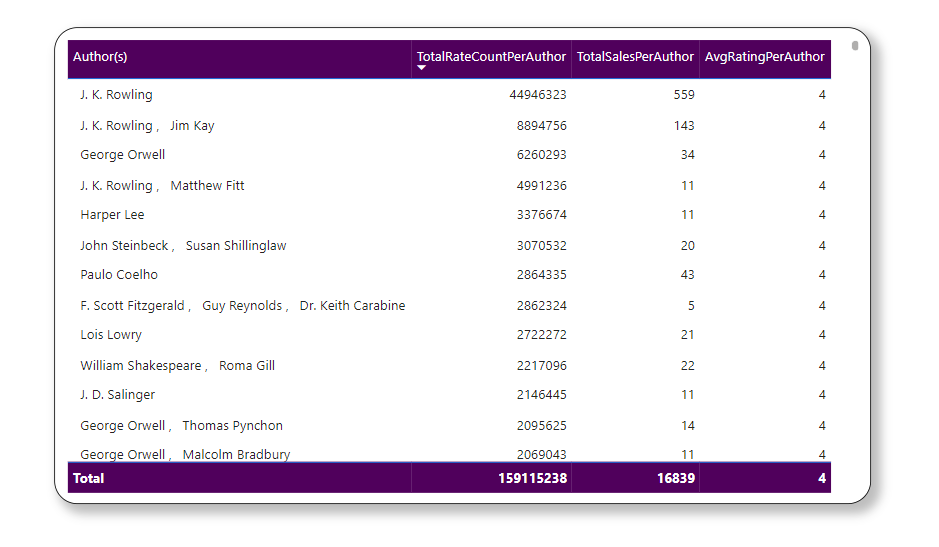 Author(s) TotalRateCountPerAuthor TotalSalesPerAuthor AvgRatingPerAuthor
J. K. Rowling 44946323 559 4
J. K. Rowling , Jim Kay 8894756 143 4
George Orwell 6260293 34 4
J. K. Rowling , Matthew Fitt 4991236 11 4
Harper Lee 3376674 11 4
John Steinbeck , Susan Shillinglaw 3070532 20 4
Paulo Coelho 2864335 43 4
F. Scott Fitzgerald , Guy Reynolds , Dr. Keith Carabine 2862324 5 4
Lois Lowry 2722272 21 4
William Shakespeare , Roma Gill 2217096 22 4
J. D. Salinger 2146445 11 4
George Orwell , Thomas Pynchon 2095625 14 4
George Orwell , Malcolm Bradbury 2069043 11 4
Total 159115238 16839 4